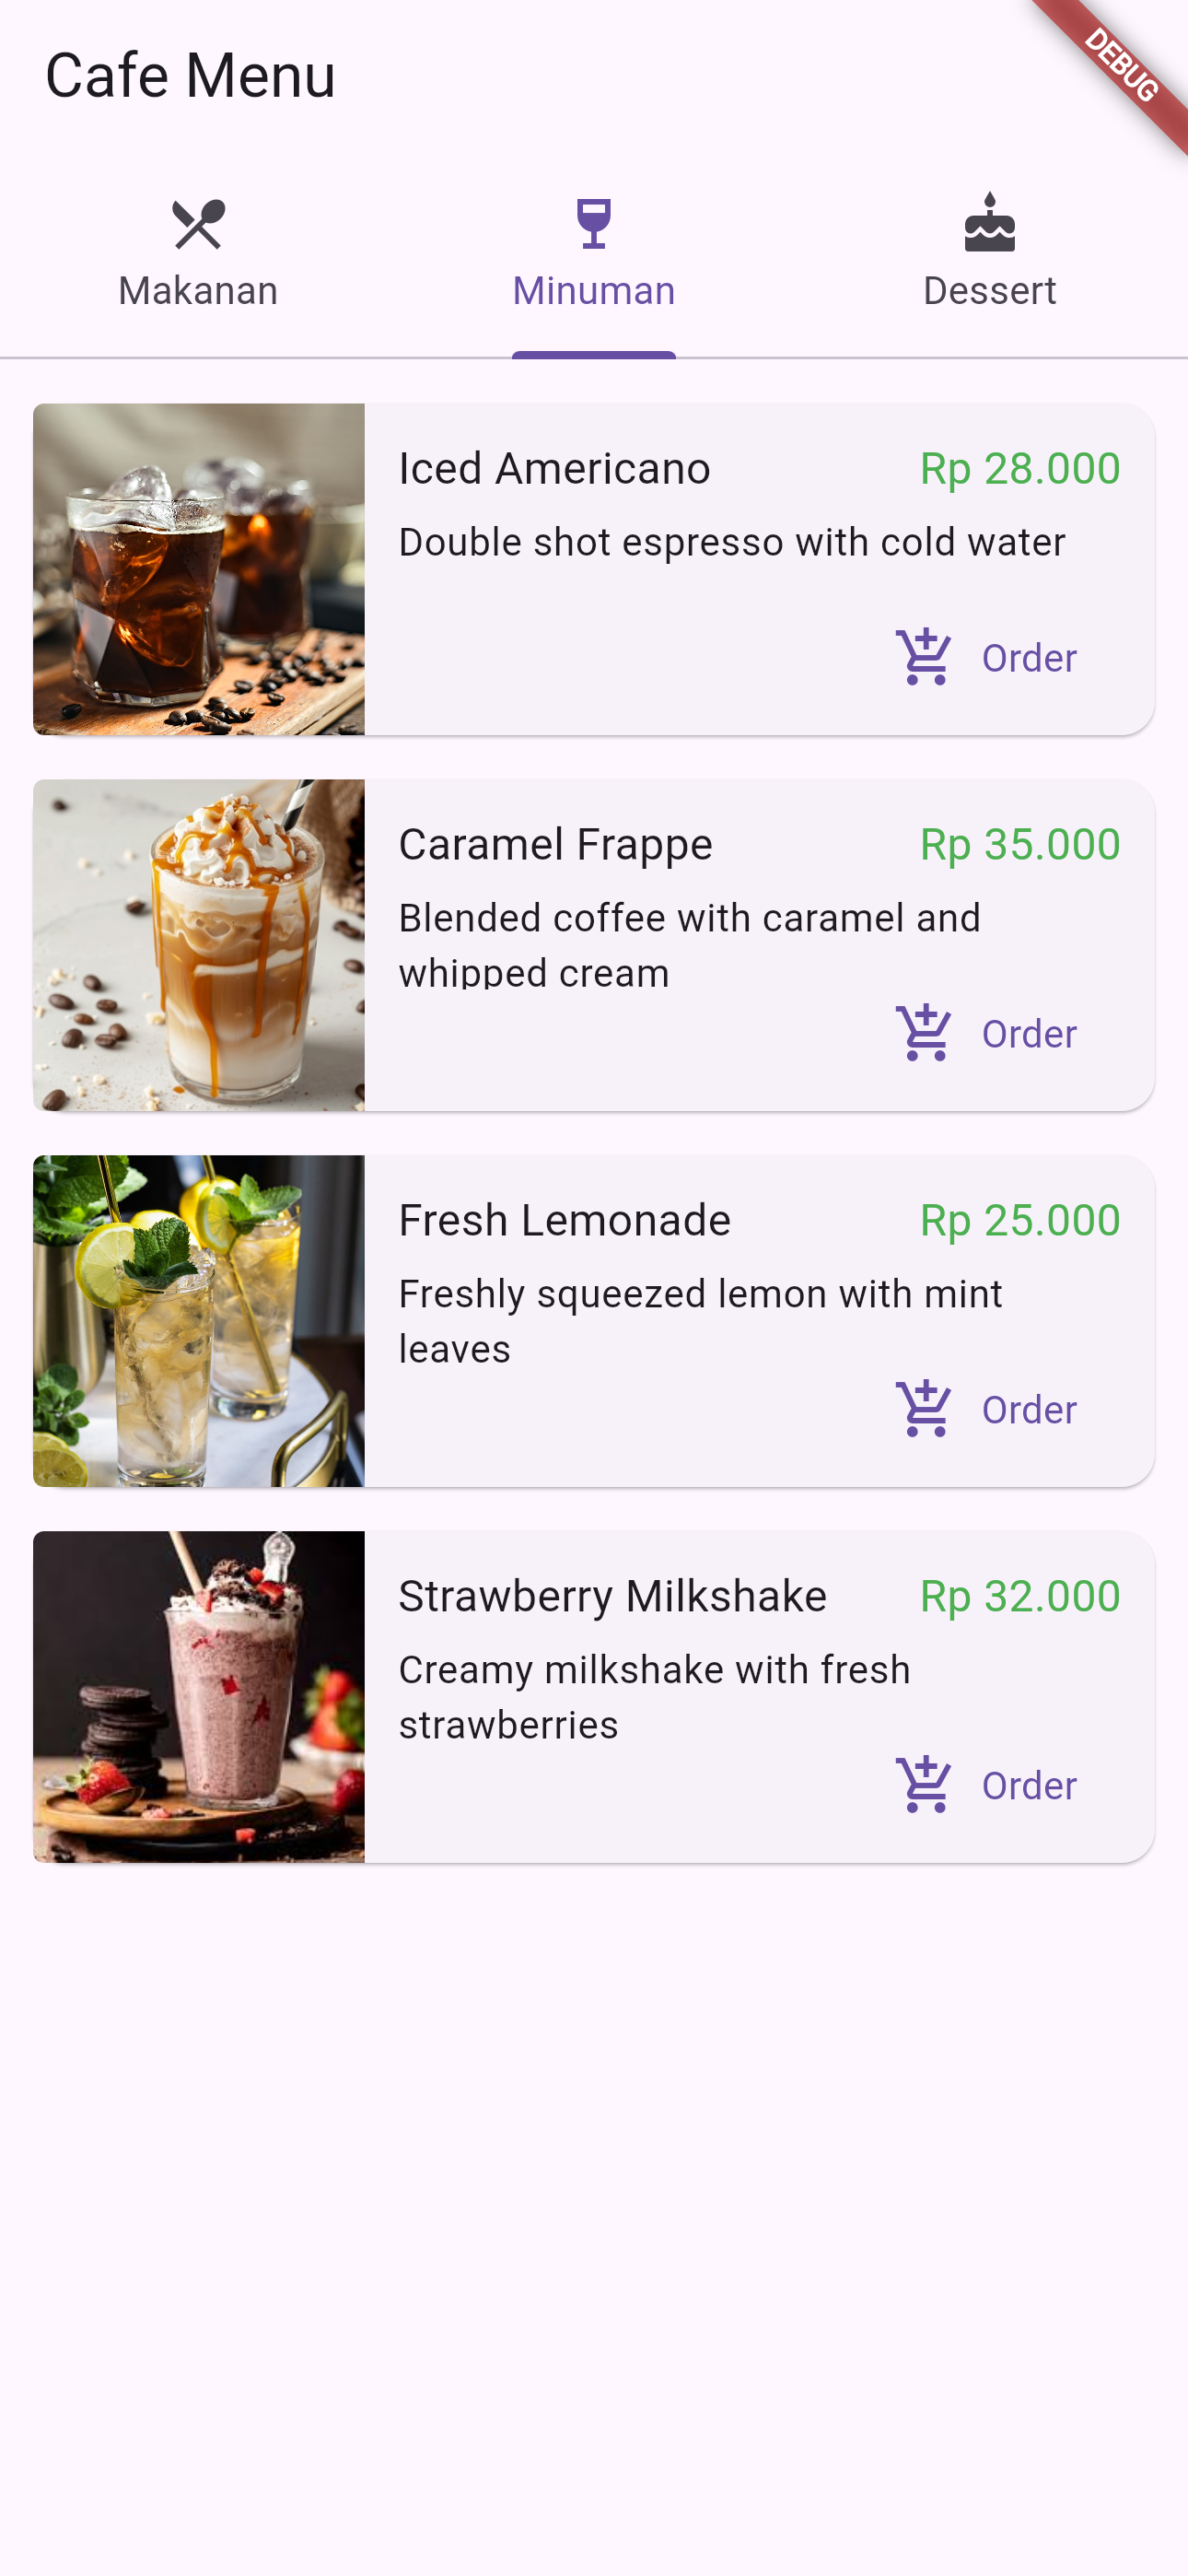 Cafe Menu
DEBUG
Makanan
Minuman
Dessert
Iced Americano
Rp 28.000
Double shot espresso with cold water
Order
Caramel Frappe
Rp 35.000
Blended coffee with caramel and
whipped cream
Order
Fresh Lemonade
Rp 25.000
Freshly squeezed lemon with mint
leaves
Order
Strawberry Milkshake
Rp 32.000
Creamy milkshake with fresh
strawberries
Order